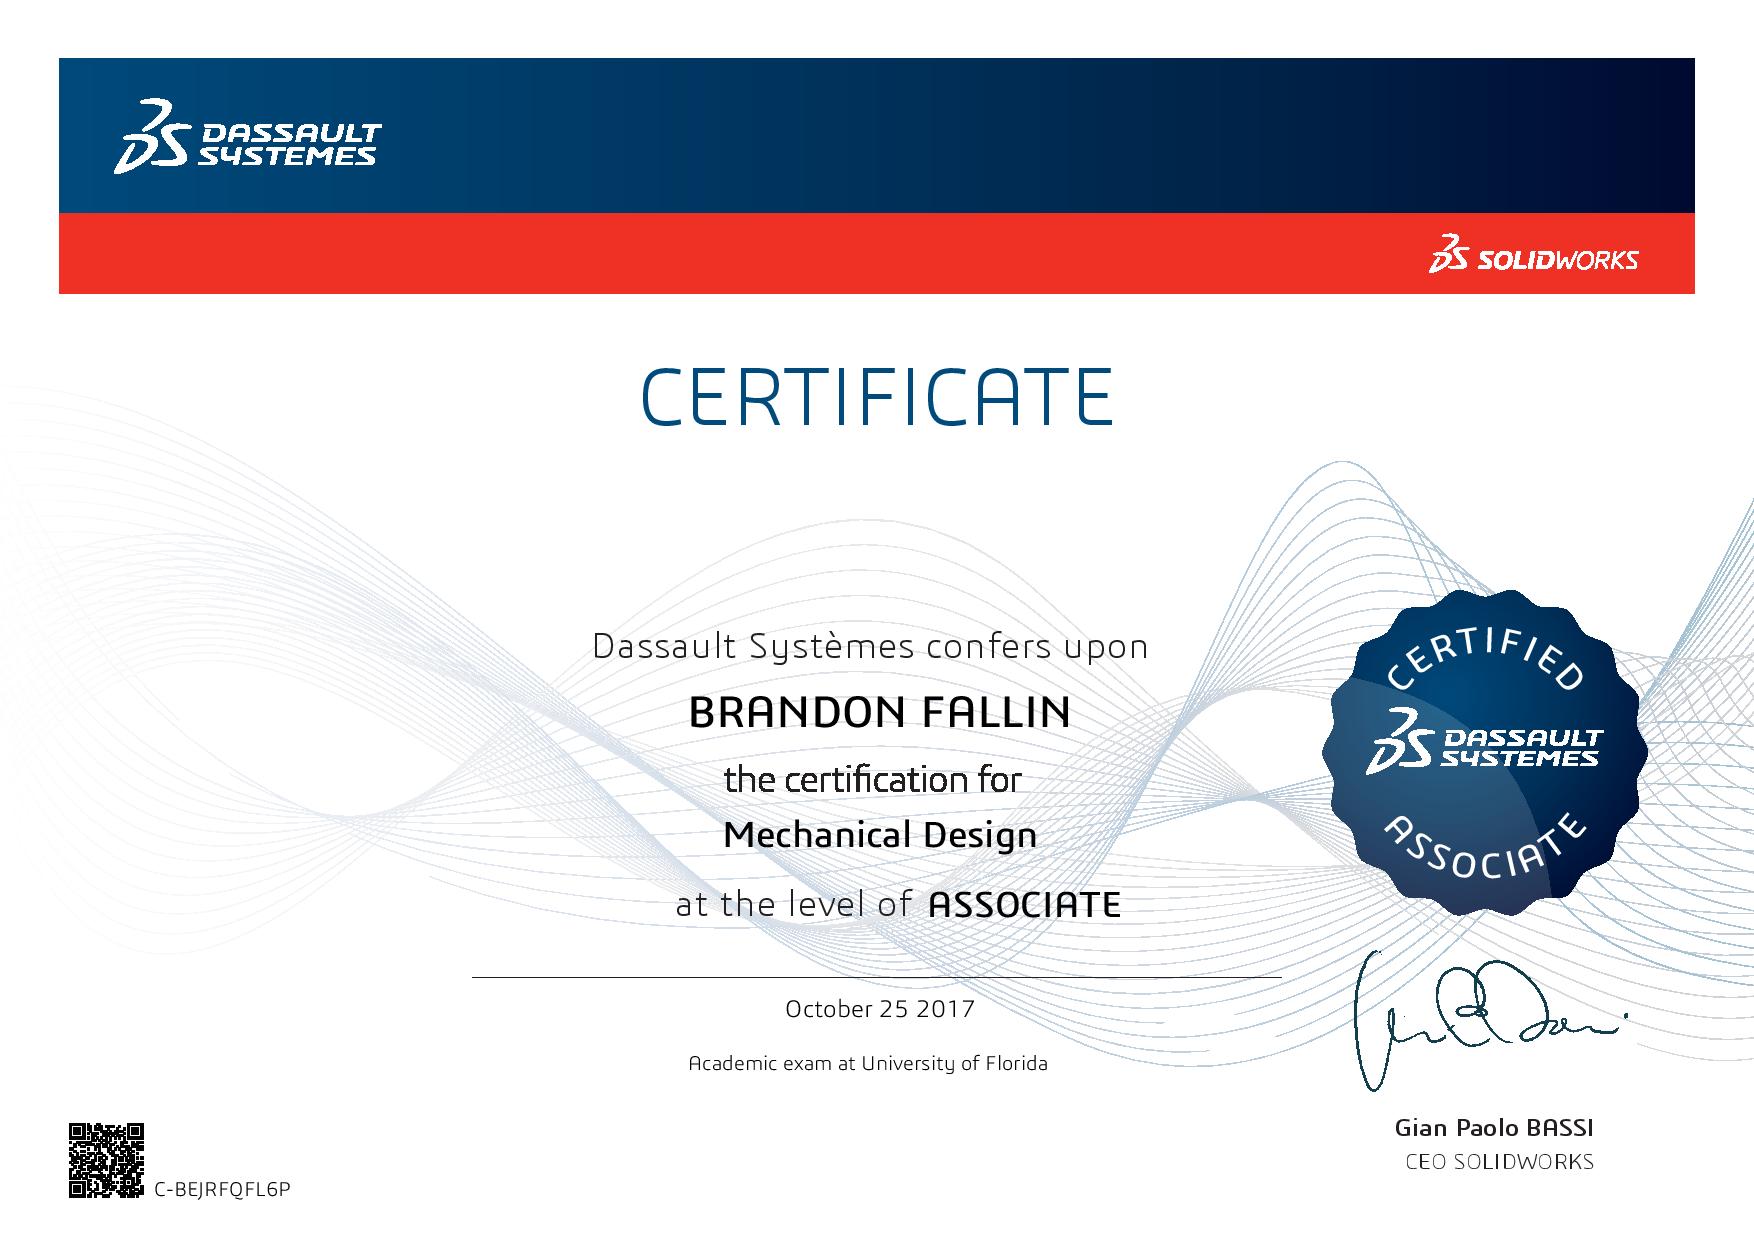 DASSAULT
SYSTEMES
SOLIDWORKS
CERTIFICATE
Dassault Systèmes confers upon
BRANDON FALLIN
the certification for
Mechanical Design
at the level of ASSOCIATE
CERTIFIED
DASSAULT
SYSTEMES
ASSOCIATE
October 25 2017
Academic exam at University of Florida
Gian Paolo BASSI
CEO SOLIDWORKS
C-BEJRFQFL6P